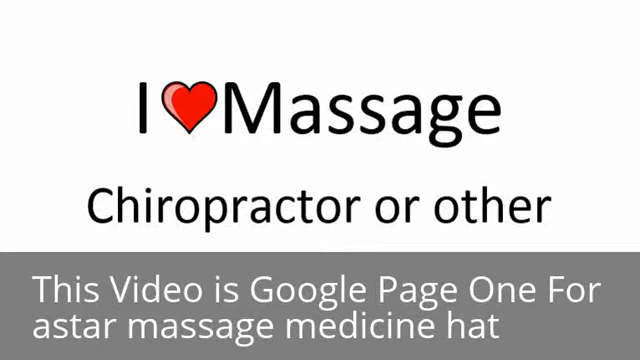 I❤Massage
Chiropractor or other
This Video is Google Page One For
astar massage medicine hat